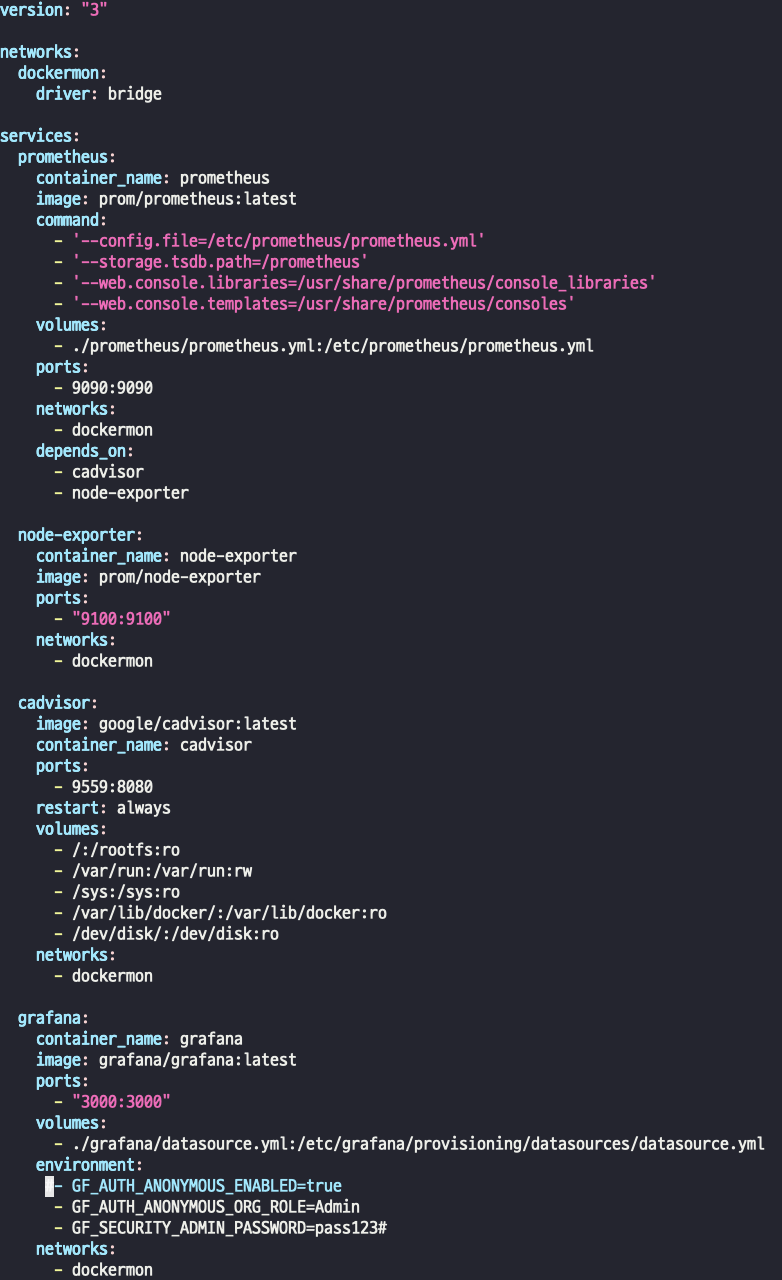 version: "3"

networks:
  dockermon:
    driver: bridge

services:
  prometheus:
    container_name: prometheus
    image: prom/prometheus:latest
    command:
      - '--config.file=/etc/prometheus/prometheus.yml'
      - '--storage.tsdb.path=/prometheus'
      - '--web.console.libraries=/usr/share/prometheus/console_libraries'
      - '--web.console.templates=/usr/share/prometheus/consoles'
    volumes:
      - ./prometheus/prometheus.yml:/etc/prometheus/prometheus.yml
    ports:
      - 9090:9090
    networks:
      - dockermon
    depends_on:
      - cadvisor
      - node-exporter

  node-exporter:
    container_name: node-exporter
    image: prom/node-exporter
    ports:
      - "9100:9100"
    networks:
      - dockermon

  cadvisor:
    image: google/cadvisor:latest
    container_name: cadvisor
    ports:
      - 9559:8080
    restart: always
    volumes:
      - /:/rootfs:ro
      - /var/run:/var/run:rw
      - /sys:/sys:ro
      - /var/lib/docker/:/var/lib/docker:ro
      - /dev/disk/:/dev/disk:ro
    networks:
      - dockermon

  grafana:
    container_name: grafana
    image: grafana/grafana:latest
    ports:
      - "3000:3000"
    volumes:
      - ./grafana/datasource.yml:/etc/grafana/provisioning/datasources/datasource.yml
    environment:
     #- GF_AUTH_ANONYMOUS_ENABLED=true
      - GF_AUTH_ANONYMOUS_ORG_ROLE=Admin
      - GF_SECURITY_ADMIN_PASSWORD=pass123#
    networks:
      - dockermon